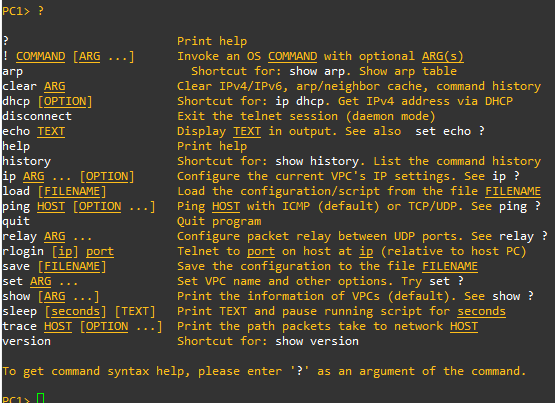 PC1> ?
?                         Print help
! COMMAND [ARG ...]       Invoke an OS COMMAND with optional ARG(s)
arp                         Shortcut for: show arp. Show arp table
clear ARG                 Clear IPv4/IPv6, arp/neighbor cache, command history
dhcp [OPTION]             Shortcut for: ip dhcp. Get IPv4 address via DHCP
disconnect                Exit the telnet session (daemon mode)
echo TEXT                 Display TEXT in output. See also  set echo ?
help                      Print help
history                   Shortcut for: show history. List the command history
ip ARG ... [OPTION]       Configure the current VPC's IP settings. See ip ?
load [FILENAME]           Load the configuration/script from the file FILENAME
ping HOST [OPTION ...]    Ping HOST with ICMP (default) or TCP/UDP. See ping ?
quit                      Quit program
relay ARG ...             Configure packet relay between UDP ports. See relay ?
rlogin [ip] port          Telnet to port on host at ip (relative to host PC)
save [FILENAME]           Save the configuration to the file FILENAME
set ARG ...               Set VPC name and other options. Try set ?
show [ARG ...]            Print the information of VPCs (default). See show ?
sleep [seconds] [TEXT]    Print TEXT and pause running script for seconds
trace HOST [OPTION ...]   Print the path packets take to network HOST
version                   Shortcut for: show version
To get command syntax help, please enter '?' as an argument of the command.
PC1>